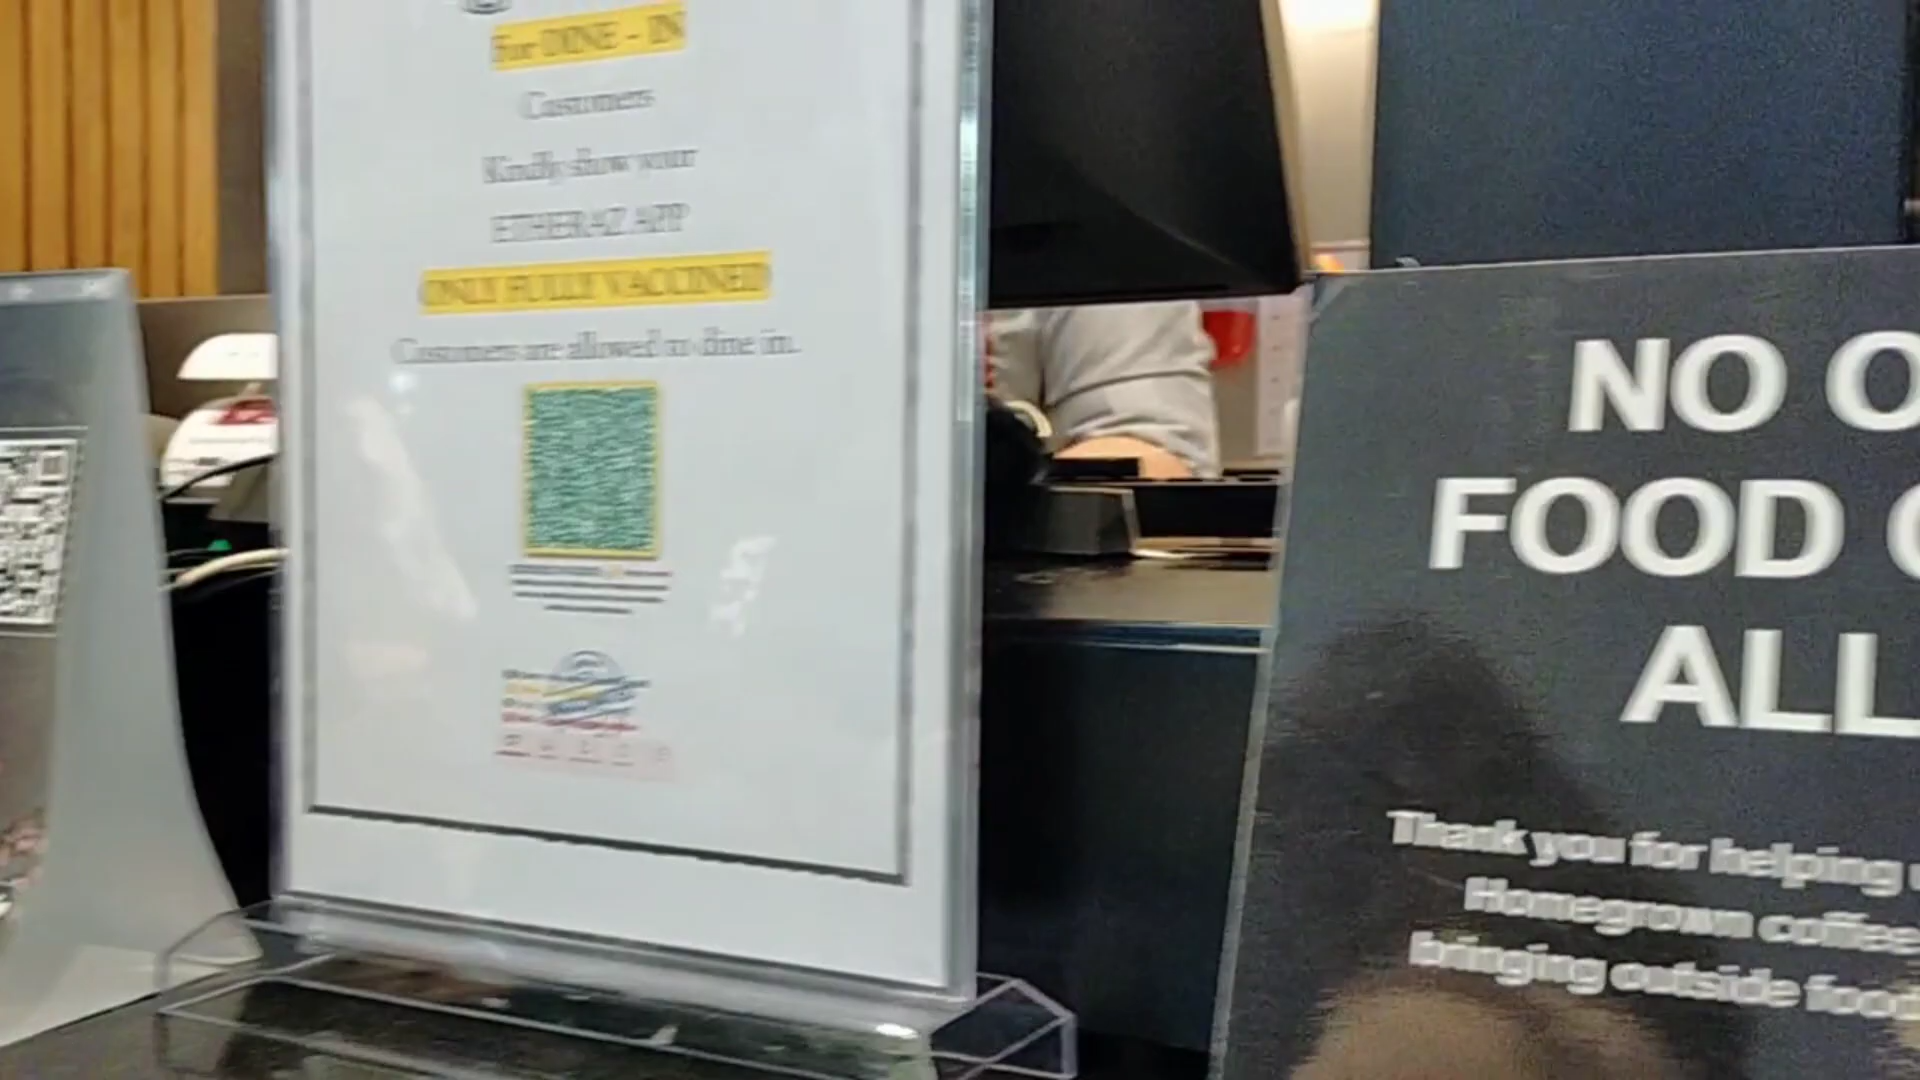 For DINE - IN
Customers
Kindly show your
ETHERAZ APP
ONLY FULLY VACCINED
Customers are allowed to dine in.
NO O
FOOD
ALL
Thank you for helping
Homegrown coffee
bringing outside food